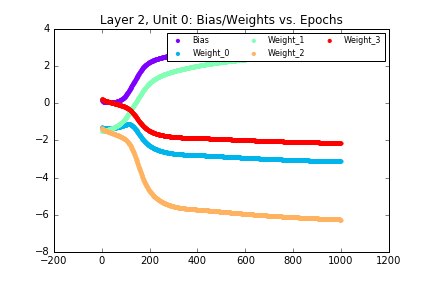 Layer 2, Unit 0: Bias/Weights vs. Epochs
Bias Weight_1 Weight_3
Weight_0 Weight_2
4
2
0
−2
−4
−6
−8
−200 0 200 400 600 800 1000 1200